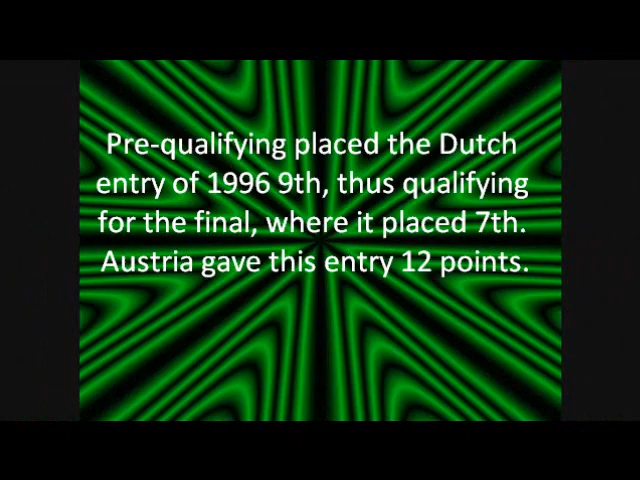 Pre-qualifying placed the Dutch
entry of 1996 9th, thus qualifying
for the final, where it placed 7th.
Austria gave this entry 12 points.